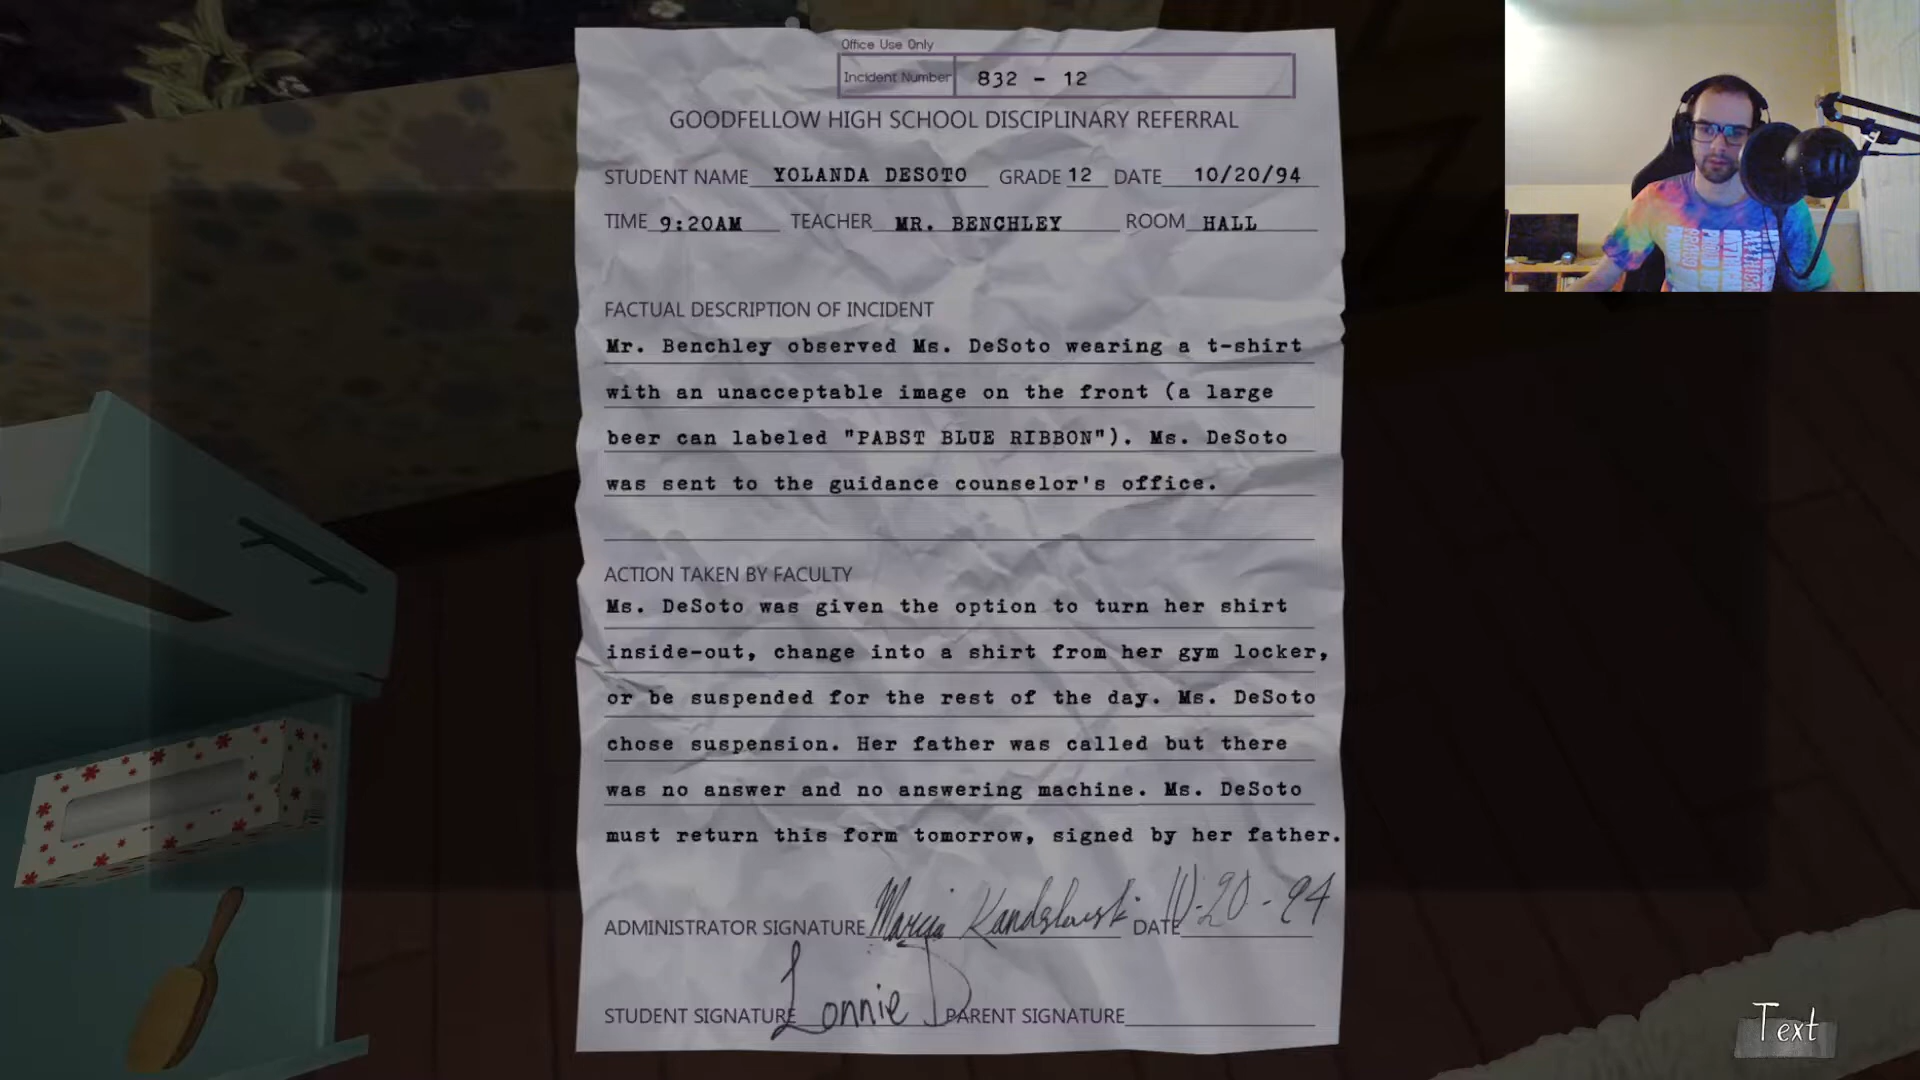 Office Use Only
Incident Number 832 - 12
GOODFELLOW HIGH SCHOOL DISCIPLINARY REFERRAL
STUDENT NAME YOLANDA DESOTO GRADE 12 DATE 10/20/94
TIME 9:20AM TEACHER MR. BENCHLEY ROOM HALL
FACTUAL DESCRIPTION OF INCIDENT
Mr. Benchley observed Ms. DeSoto wearing a t-shirt
with an unacceptable image on the front (a large
beer can labeled "PABST BLUE RIBBON"). Ms. DeSoto
was sent to the guidance counselor's office.
ACTION TAKEN BY FACULTY
Ms. DeSoto was given the option to turn her shirt
inside-out, change into a shirt from her gym locker,
or be suspended for the rest of the day. Ms. DeSoto
chose suspension. Her father was called but there
was no answer and no answering machine. Ms. DeSoto
must return this form tomorrow, signed by her father.
ADMINISTRATOR SIGNATURE DATE 10-20-94
STUDENT SIGNATURE Lonnie D PARENT SIGNATURE
Text